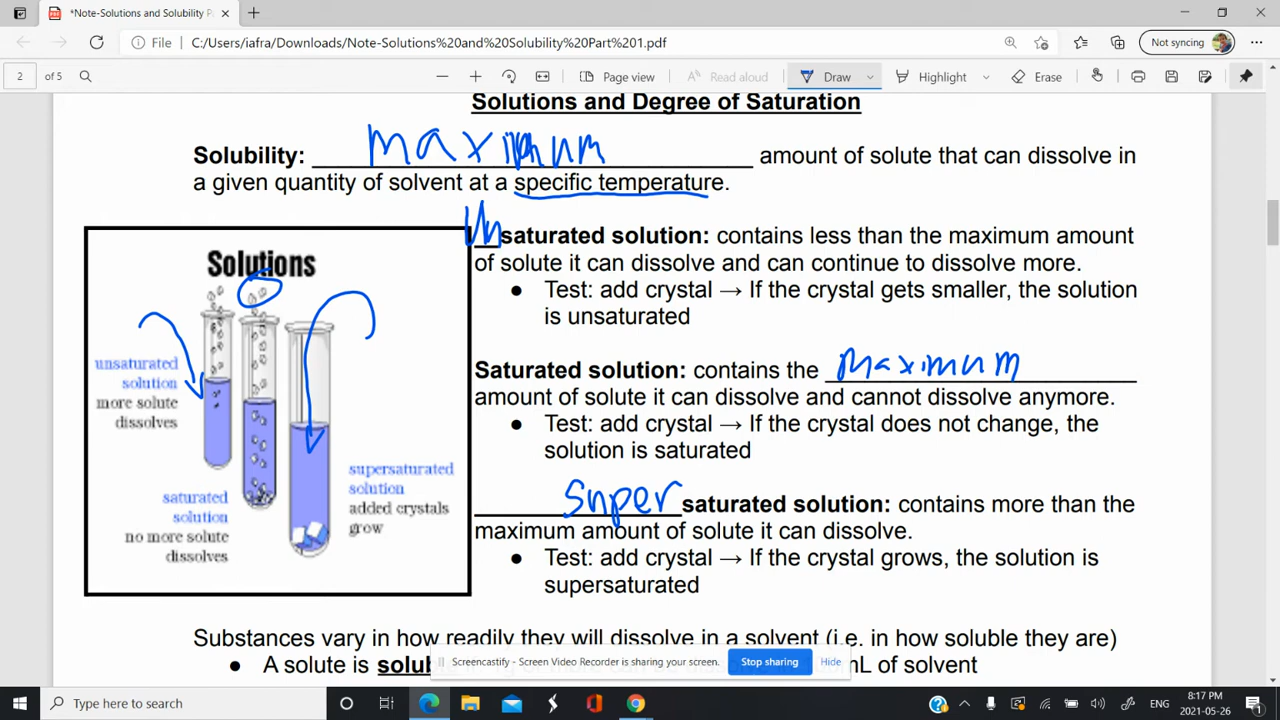 *Note-Solutions and Solubility P
File C:/Users/iafra/Downloads/Note-Solutions%20and%20Solubility%20Part%201.pdf
Not syncing
2 of 5
Page view
Read aloud
Draw
Highlight
Erase
Solutions and Degree of Saturation
Solubility: maximum amount of solute that can dissolve in
a given quantity of solvent at a specific temperature.
Unsaturated solution: contains less than the maximum amount
of solute it can dissolve and can continue to dissolve more.
● Test: add crystal → If the crystal gets smaller, the solution
is unsaturated
Saturated solution: contains the maximum
amount of solute it can dissolve and cannot dissolve anymore.
● Test: add crystal → If the crystal does not change, the
solution is saturated
super saturated solution: contains more than the
maximum amount of solute it can dissolve.
● Test: add crystal → If the crystal grows, the solution is
supersaturated
Solutions
unsaturated
solution
more solute
dissolves
saturated
solution
no more solute
dissolves
supersaturated
solution
added crystals
grow
Substances vary in how readily they will dissolve in a solvent (i.e. in how soluble they are)
● A solute is mL of solvent
Screencastify - Screen Video Recorder is sharing your screen.
Stop sharing
Hide
Type here to search
8:17 PM
2021-05-26